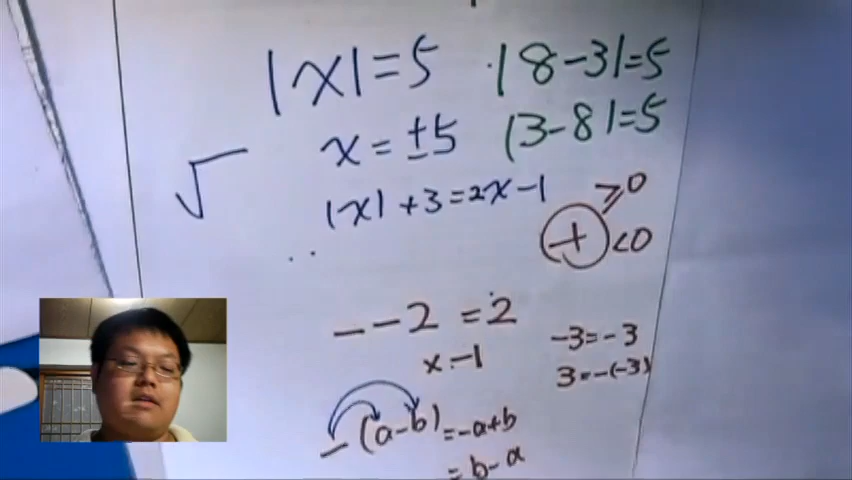 |x|=5
|8-3|=5
x=±5
|3-8|=5
√
|x|+3=2x-1
≥0
+
<0
--2=2
x-1
-3=-3
3=-(-3)
-(a-b)=-a+b
=b-a